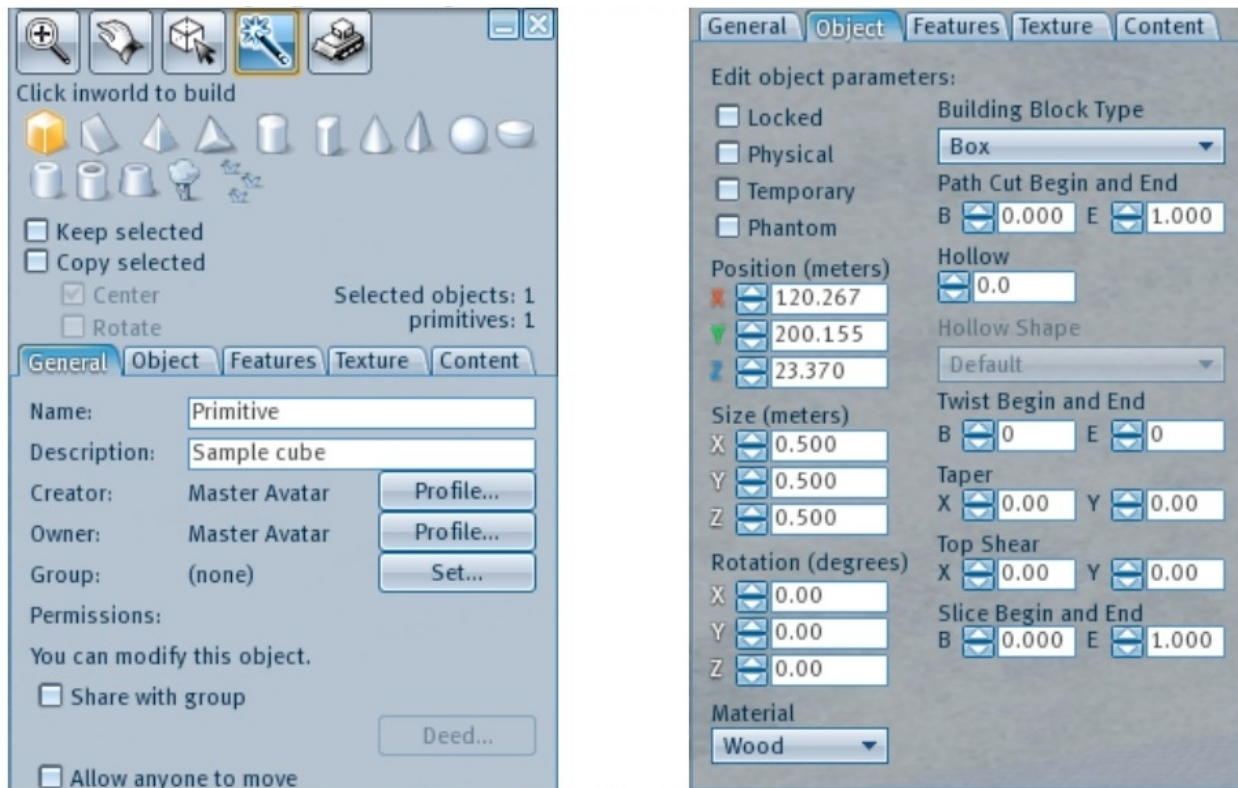 Click inworld to build
Keep selected
Copy selected
Center
Rotate
Selected objects: 1
primitives: 1
General Object Features Texture Content
Name: Primitive
Description: Sample cube
Creator: Master Avatar Profile...
Owner: Master Avatar Profile...
Group: (none) Set...
Permissions:
You can modify this object.
Share with group
Deed...
Allow anyone to move
General Object Features Texture Content
Edit object parameters:
Locked
Physical
Temporary
Phantom
Position (meters)
X 120.267
Y 200.155
Z 23.370
Size (meters)
X 0.500
Y 0.500
Z 0.500
Rotation (degrees)
X 0.00
Y 0.00
Z 0.00
Material
Wood
Building Block Type
Box
Path Cut Begin and End
B 0.000 E 1.000
Hollow
0.0
Hollow Shape
Default
Twist Begin and End
B 0 E 0
Taper
X 0.00 Y 0.00
Top Shear
X 0.00 Y 0.00
Slice Begin and End
B 0.000 E 1.000